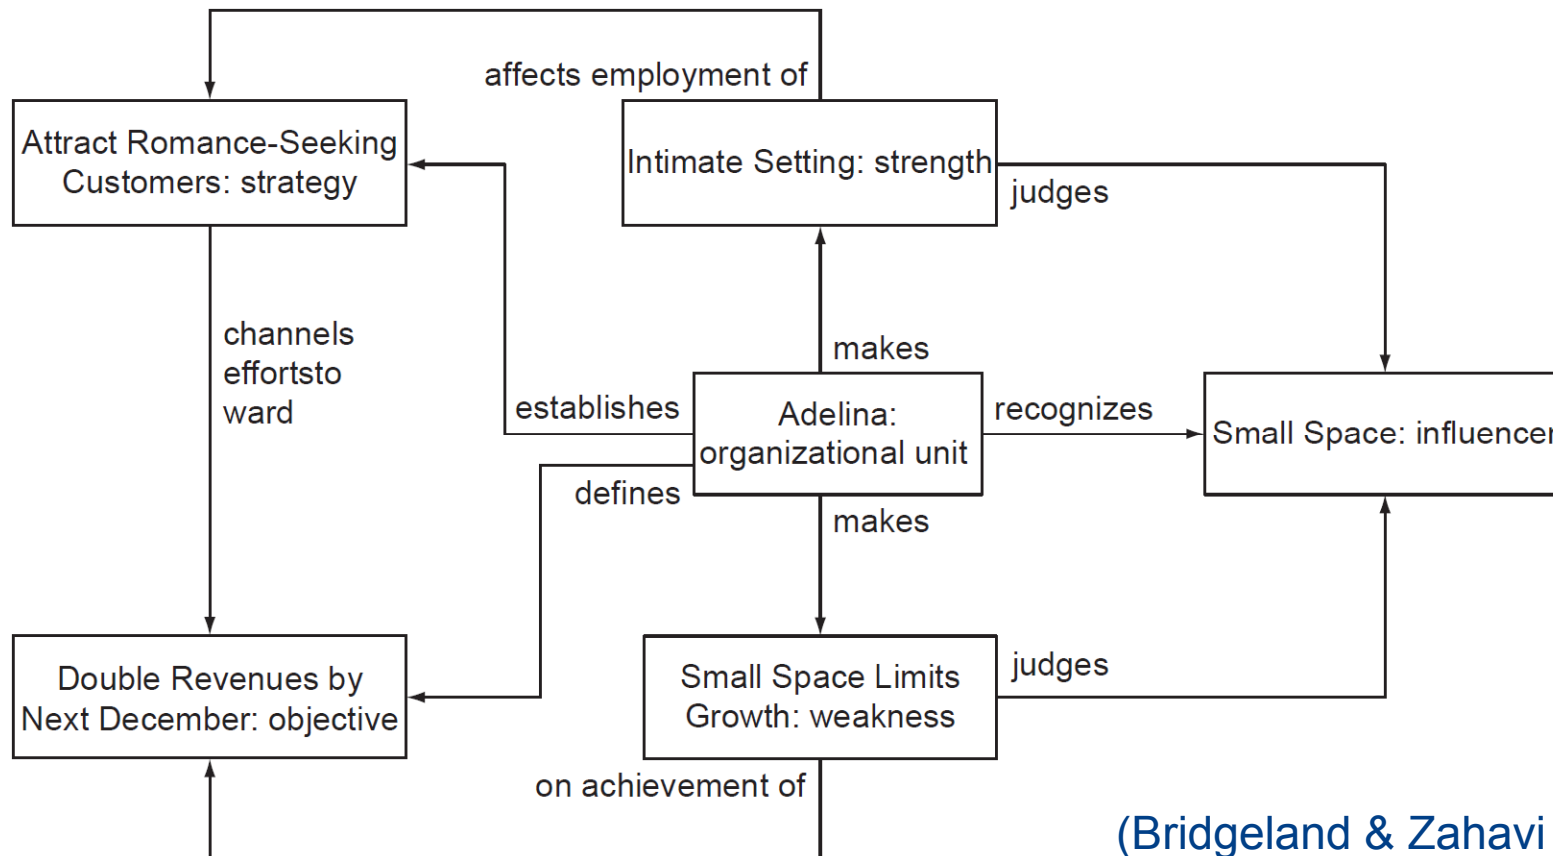 affects employment of
Attract Romance-Seeking
Customers: strategy
Intimate Setting: strength
judges
channels
effortsto
ward
makes
establishes
Adelina:
organizational unit
recognizes
Small Space: influencer
defines
makes
Double Revenues by
Next December: objective
Small Space Limits
Growth: weakness
judges
on achievement of
(Bridgeland & Zahavi